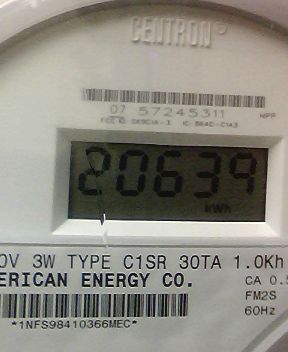 CENTRON®
07 57245311
20639
kWh
0V 3W TYPE C1SR 30TA 1.0Kh
ERICAN ENERGY CO.
CA 0.5
FM2S
60Hz
*1NFS98410366MEC*